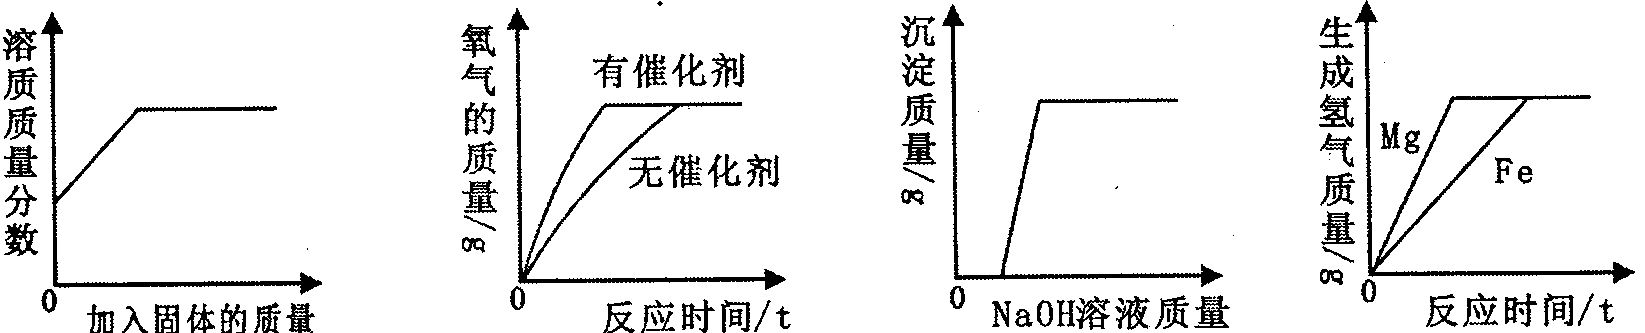 溶质质量分数
0
加入固体的质量
氧气的质量/g
有催化剂
无催化剂
0
反应时间/t
沉淀质量/g
0
NaOH溶液质量
生成氢气质量/g
Mg
Fe
0
反应时间/t